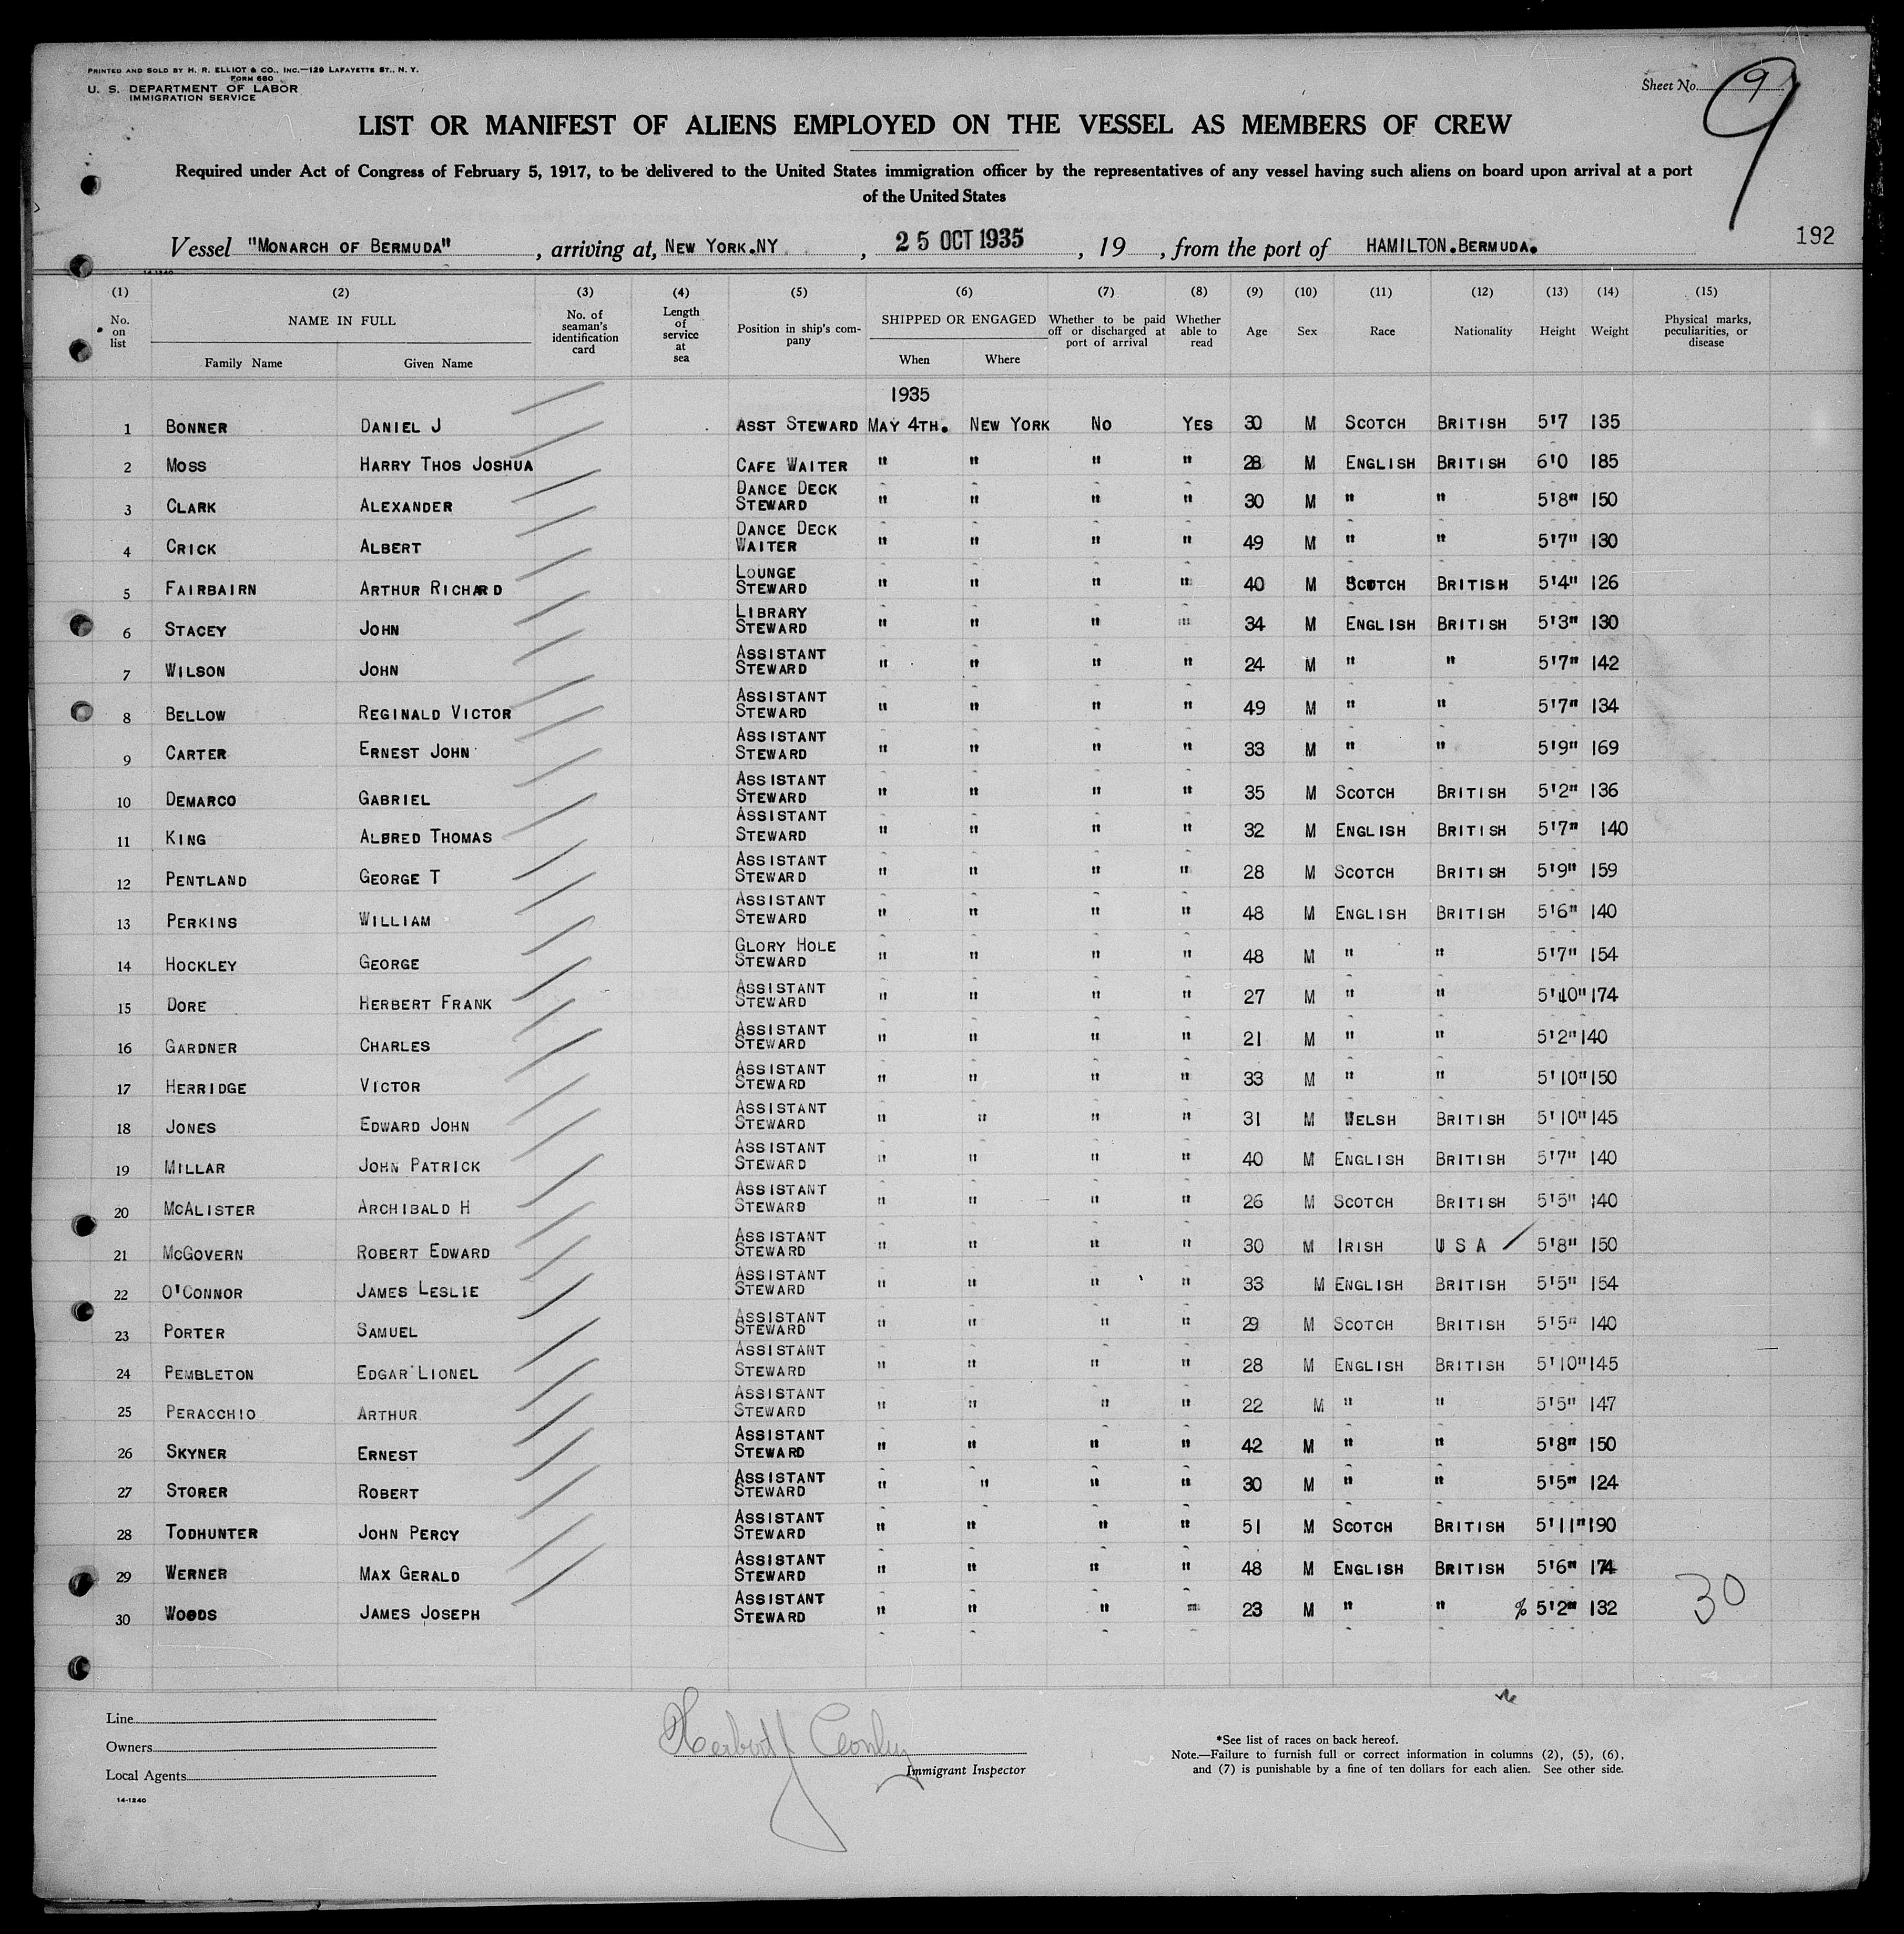 PRINTED AND SOLD BY H. R. ELLIOT & CO., INC.—129 LAFAYETTE ST., N. Y.
FORM 680
U. S. DEPARTMENT OF LABOR
IMMIGRATION SERVICE
Sheet No. 9
9
LIST OR MANIFEST OF ALIENS EMPLOYED ON THE VESSEL AS MEMBERS OF CREW
Required under Act of Congress of February 5, 1917, to be delivered to the United States immigration officer by the representatives of any vessel having such aliens on board upon arrival at a port
of the United States
Vessel "MONARCH OF BERMUDA", arriving at, NEW YORK.NY, 25 OCT 1935, 19, from the port of HAMILTON.BERMUDA.
192
14-1240
(1) (2) (3) (4) (5) (6) (7) (8) (9) (10) (11) (12) (13) (14) (15)
No. on list NAME IN FULL Family Name Given Name No. of seaman's identification card Length of service at sea Position in ship's company SHIPPED OR ENGAGED When Where Whether to be paid off or discharged at port of arrival Whether able to read Age Sex Race Nationality Height Weight Physical marks, peculiarities, or disease
1935
1 BONNER DANIEL J ASST STEWARD MAY 4TH. NEW YORK NO YES 30 M SCOTCH BRITISH 5'7 135
2 MOSS HARRY THOS JOSHUA CAFE WAITER " " " " 28 M ENGLISH BRITISH 6'0 185
3 CLARK ALEXANDER DANCE DECK STEWARD " " " " 30 M " " 5'8" 150
4 CRICK ALBERT DANCE DECK WAITER " " " " 49 M " " 5'7" 130
5 FAIRBAIRN ARTHUR RICHARD LOUNGE STEWARD " " " " 40 M SCOTCH BRITISH 5'4" 126
6 STACEY JOHN LIBRARY STEWARD " " " " 34 M ENGLISH BRITISH 5'3" 130
7 WILSON JOHN ASSISTANT STEWARD " " " " 24 M " " 5'7" 142
8 BELLOW REGINALD VICTOR ASSISTANT STEWARD " " " " 49 M " " 5'7" 134
9 CARTER ERNEST JOHN ASSISTANT STEWARD " " " " 33 M " " 5'9" 169
10 DEMARCO GABRIEL ASSISTANT STEWARD " " " " 35 M SCOTCH BRITISH 5'2" 136
11 KING ALBRED THOMAS ASSISTANT STEWARD " " " " 32 M ENGLISH BRITISH 5'7" 140
12 PENTLAND GEORGE T ASSISTANT STEWARD " " " " 28 M SCOTCH BRITISH 5'9" 159
13 PERKINS WILLIAM ASSISTANT STEWARD " " " " 48 M ENGLISH BRITISH 5'6" 140
14 HOCKLEY GEORGE GLORY HOLE STEWARD " " " " 48 M " " 5'7" 154
15 DORE HERBERT FRANK ASSISTANT STEWARD " " " " 27 M " " 5'10" 174
16 GARDNER CHARLES ASSISTANT STEWARD " " " " 21 M " " 5'2" 140
17 HERRIDGE VICTOR ASSISTANT STEWARD " " " " 33 M " " 5'10" 150
18 JONES EDWARD JOHN ASSISTANT STEWARD " " " " 31 M WELSH BRITISH 5'10" 145
19 MILLAR JOHN PATRICK ASSISTANT STEWARD " " " " 40 M ENGLISH BRITISH 5'7" 140
20 MCALISTER ARCHIBALD H ASSISTANT STEWARD " " " " 26 M SCOTCH BRITISH 5'5" 140
21 MCGOVERN ROBERT EDWARD ASSISTANT STEWARD " " " " 30 M IRISH U S A 5'8" 150
22 O'CONNOR JAMES LESLIE ASSISTANT STEWARD " " " " 33 M ENGLISH BRITISH 5'5" 154
23 PORTER SAMUEL ASSISTANT STEWARD " " " " 29 M SCOTCH BRITISH 5'5" 140
24 PEMBLETON EDGAR LIONEL ASSISTANT STEWARD " " " " 28 M ENGLISH BRITISH 5'10" 145
25 PERACCHIO ARTHUR ASSISTANT STEWARD " " " " 22 M " " 5'5" 147
26 SKYNER ERNEST ASSISTANT STEWARD " " " " 42 M " " 5'8" 150
27 STORER ROBERT ASSISTANT STEWARD " " " " 30 M " " 5'5" 124
28 TODHUNTER JOHN PERCY ASSISTANT STEWARD " " " " 51 M SCOTCH BRITISH 5'11" 190
29 WERNER MAX GERALD ASSISTANT STEWARD " " " " 48 M ENGLISH BRITISH 5'6" 174
30 WOODS JAMES JOSEPH ASSISTANT STEWARD " " " " 23 M " " % 5'2" 132
30
Line
Owners
Local Agents
14-1240
Immigrant Inspector
*See list of races on back hereof.
Note.—Failure to furnish full or correct information in columns (2), (5), (6),
and (7) is punishable by a fine of ten dollars for each alien. See other side.